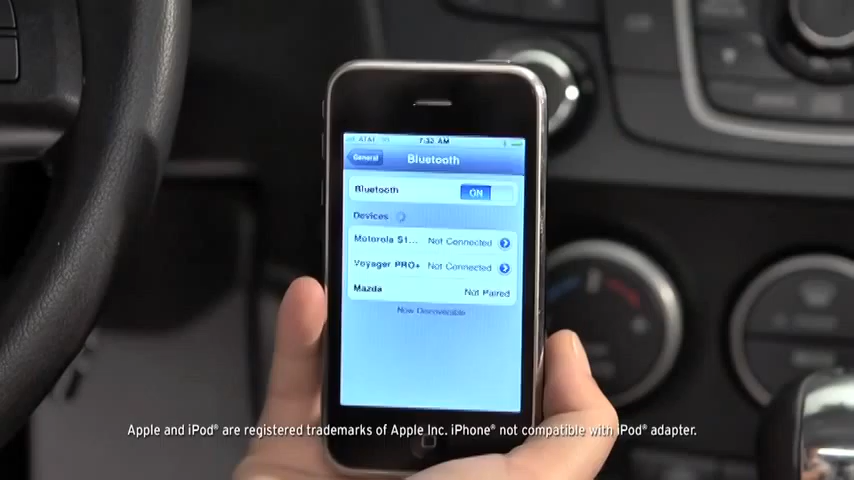 AT&T
7:32 AM
General
Bluetooth
Bluetooth
ON
Devices
Motorola S1... Not Connected
Voyager PRO+ Not Connected
Mazda Not Paired
Now Discoverable
Apple and iPod® are registered trademarks of Apple Inc. iPhone® not compatible with iPod® adapter.